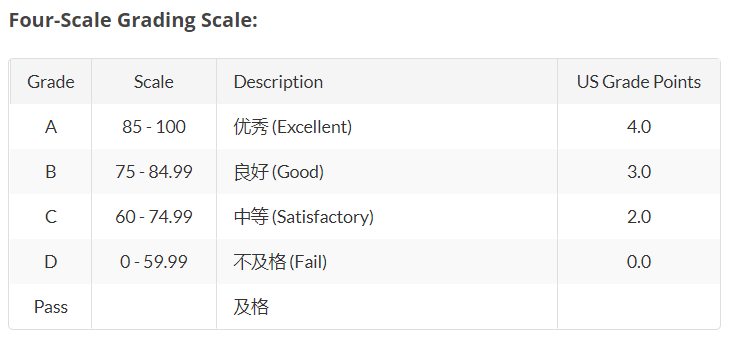 Four-Scale Grading Scale:
Grade Scale Description US Grade Points
A 85 - 100 优秀 (Excellent) 4.0
B 75 - 84.99 良好 (Good) 3.0
C 60 - 74.99 中等 (Satisfactory) 2.0
D 0 - 59.99 不及格 (Fail) 0.0
Pass 及格